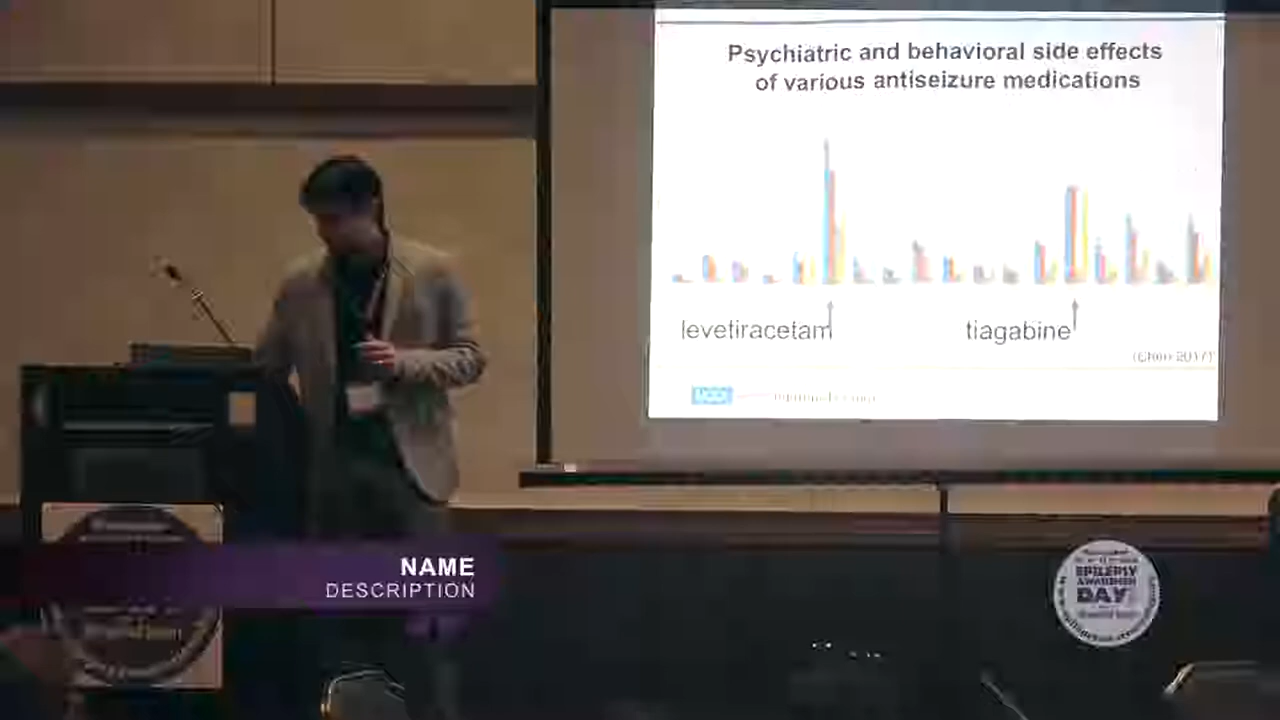 Psychiatric and behavioral side effects
of various antiseizure medications
levetiracetam
tiagabine
(Chen 2017)
NAME
DESCRIPTION
EPILEPSY
AWARENESS
DAY